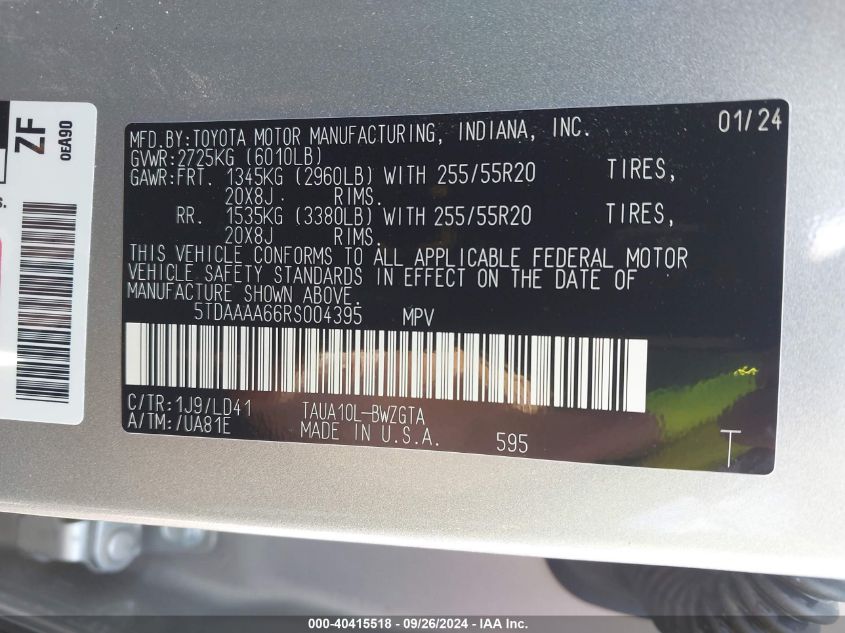 ZF
0EA90
S.
MFD.BY:TOYOTA MOTOR MANUFACTURING, INDIANA, INC. 01/24
GVWR:2725KG (6010LB)
GAWR:FRT. 1345KG (2960LB) WITH 255/55R20 TIRES,
20X8J RIMS.
RR. 1535KG (3380LB) WITH 255/55R20 TIRES,
20X8J RIMS.
THIS VEHICLE CONFORMS TO ALL APPLICABLE FEDERAL MOTOR
VEHICLE SAFETY STANDARDS IN EFFECT ON THE DATE OF
MANUFACTURE SHOWN ABOVE.
5TDAAAA66RS004395 MPV
C/TR:1J9/LD41 TAUA10L-BWZGTA
A/TM:/UA81E MADE IN U.S.A. 595
T
000-40415518 - 09/26/2024 - IAA Inc.